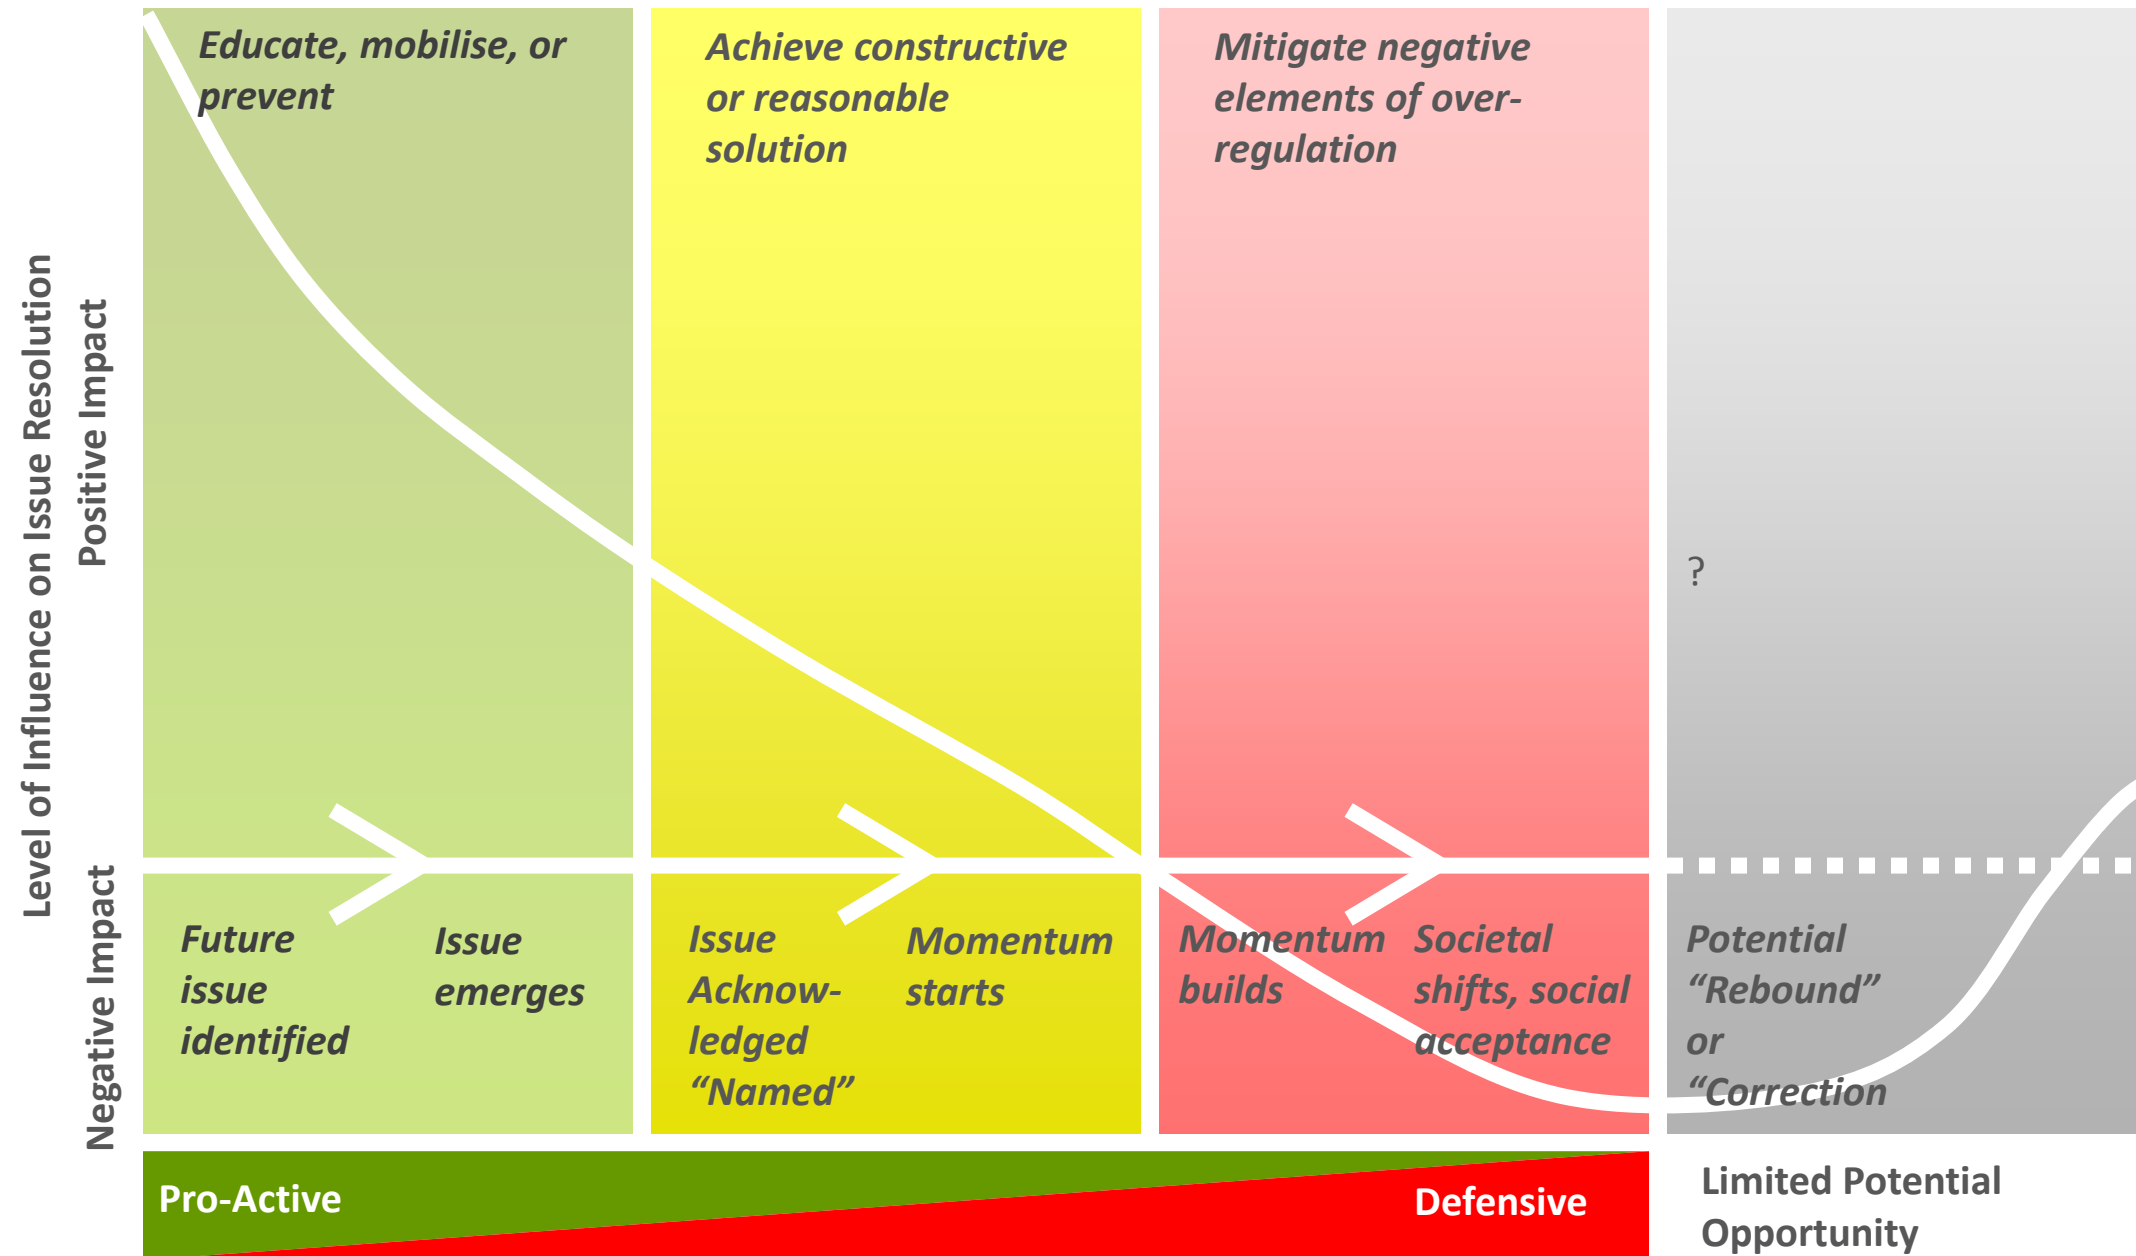 Educate, mobilise, or
prevent
Achieve constructive
or reasonable
solution
Mitigate negative
elements of over-
regulation
Level of Influence on Issue Resolution
Positive Impact
Negative Impact
?
Future
issue
identified
Issue
emerges
Issue
Acknow-
ledged
“Named”
Momentum
starts
Momentum
builds
Societal
shifts, social
acceptance
Potential
“Rebound”
or
“Correction
Pro-Active
Defensive
Limited Potential
Opportunity